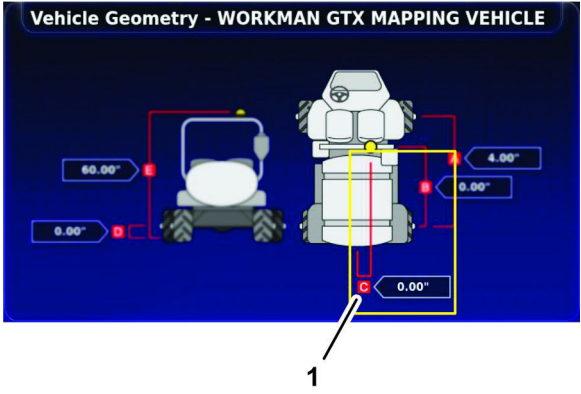 Vehicle Geometry - WORKMAN GTX MAPPING VEHICLE
60.00" E
A 4.00"
B 0.00"
0.00" D
C 0.00"
1